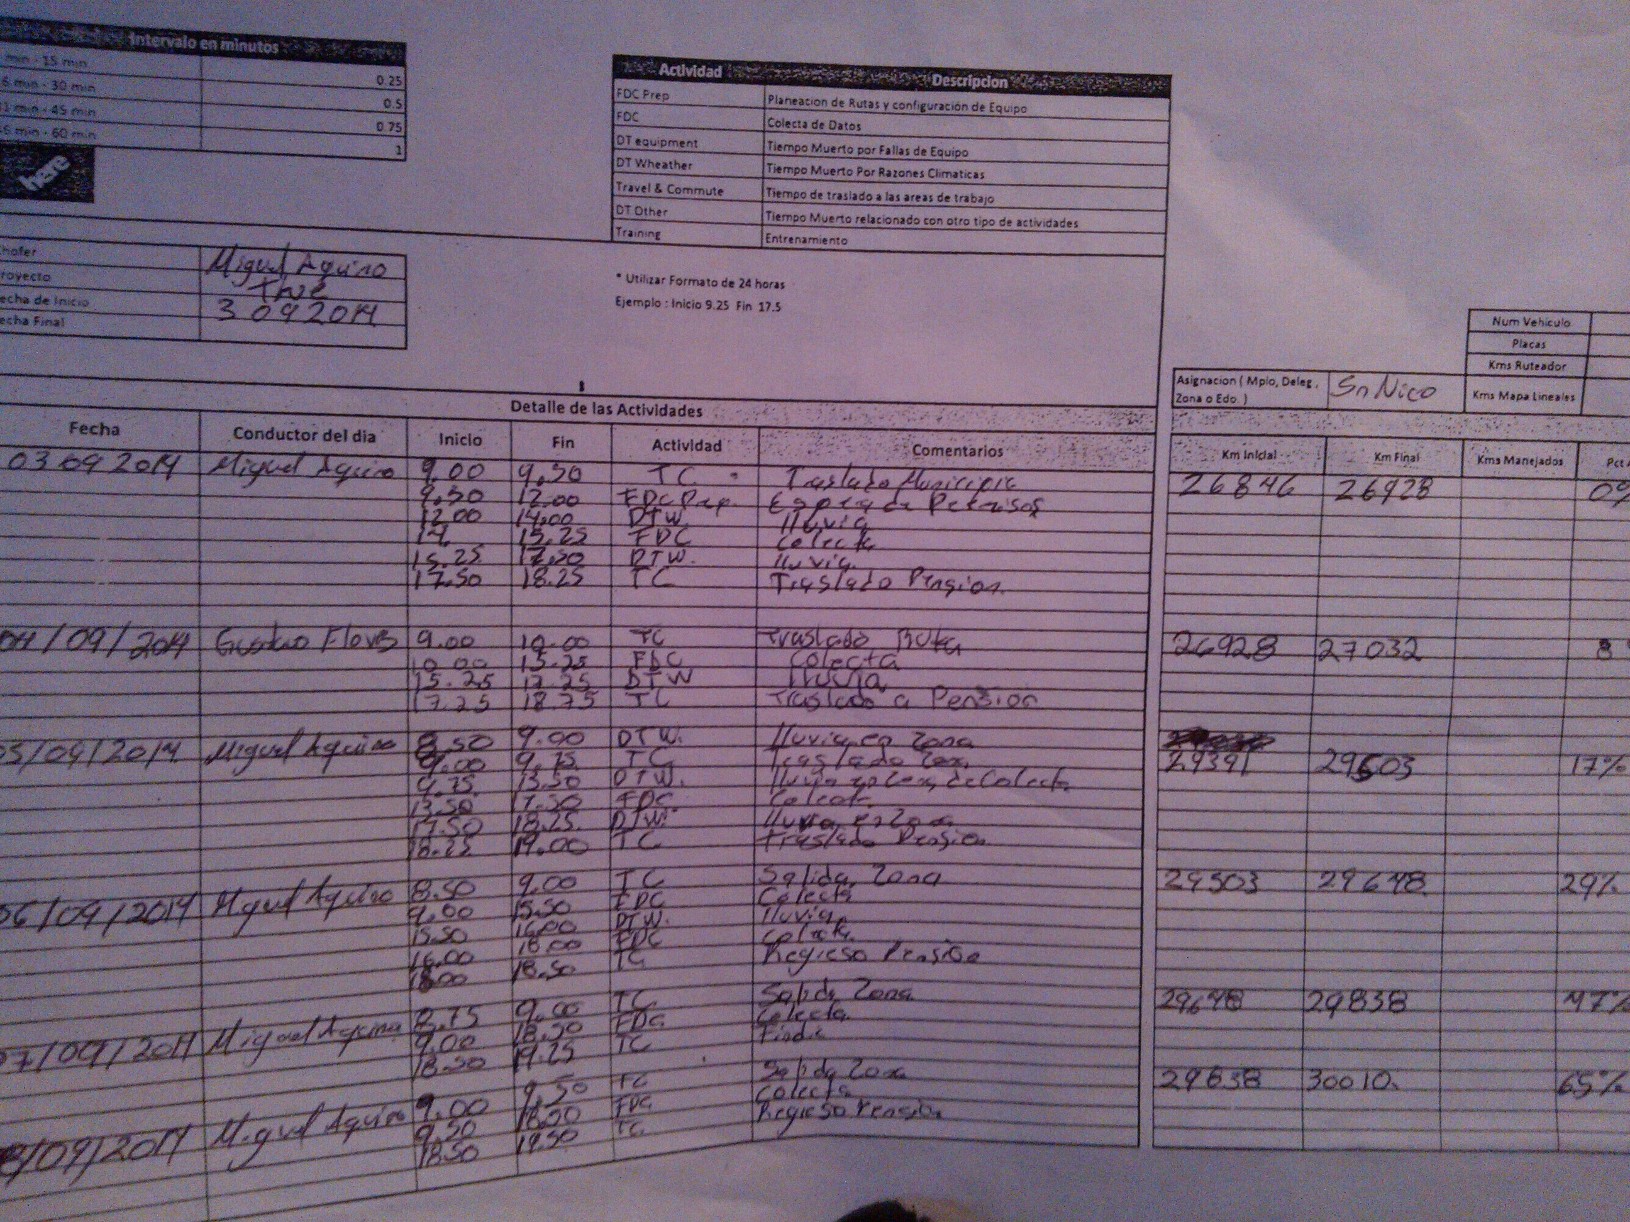 Intervalo en minutos
min - 15 min 0.25
6 min - 30 min 0.5
1 min - 45 min 0.75
6 min - 60 min 1
here
Actividad Descripcion
FDC Prep Planeacion de Rutas y configuración de Equipo
FDC Colecta de Datos
DT equipment Tiempo Muerto por Fallas de Equipo
DT Wheather Tiempo Muerto Por Razones Climaticas
Travel & Commute Tiempo de traslado a las areas de trabajo
DT Other Tiempo Muerto relacionado con otro tipo de actividades
Training Entrenamiento
hofer Miguel Aquino
royecto
echa de Inicio 3 09 2014
echa Final
* Utilizar Formato de 24 horas
Ejemplo : Inicio 9.25 Fin 17.5
Num Vehiculo
Placas
Kms Ruteador
Kms Mapa Lineales
Asignacion ( Mpio, Deleg, Zona o Edo. ) Sn Nico
Detalle de las Actividades
Fecha Conductor del dia Inicio Fin Actividad Comentarios Km Inicial Km Final Kms Manejados Pct
03 09 2014 Miguel Aquino 9.00 9.50 TC Traslado Municipio 26846 26928 0%
9.50 12.00 FDC Prep. Espera de Permisos
12.00 14.00 DTW. lluvia
14. 15.25 FDC Colecta
15.25 17.50 DTW. lluvia
17.50 18.25 TC Traslado Pension
04/09/2014 Gustavo Flores 9.00 10.00 TC Traslado Ruta 26928 27032 8
10.00 15.25 FDC Colecta
15.25 17.25 DTW lluvia
17.25 18.75 TC Traslado a Pension
05/09/2014 Miguel Aquino 8.50 9.00 DTW. lluvia en zona
9.00 9.75 TC Traslado Zona 29391 29503 17%
9.75 13.50 DTW. lluvia en zona de Colecta
13.50 17.50 FDC. Colecta
17.50 18.25 DTW. lluvia en zona
18.25 19.00 TC Traslado Pension
06/09/2014 Miguel Aquino 8.50 9.00 TC Salida Zona 29503 29648 29%
9.00 15.50 FDC Colecta
15.50 16.00 DTW. lluvia
16.00 18.00 FDC Colecta
18.00 18.50 TC Regreso Pension
07/09/2014 Miguel Aquino 8.75 9.00 TC Salida Zona 29648 29838 47%
9.00 18.50 FDC Colecta
18.50 19.25 TC
8/09/2014 Miguel Aquino 9.00 9.50 TC Salida Zona 29838 30010 65%
9.50 18.50 FDC Colecta
18.50 19.50 TC Regreso Pension